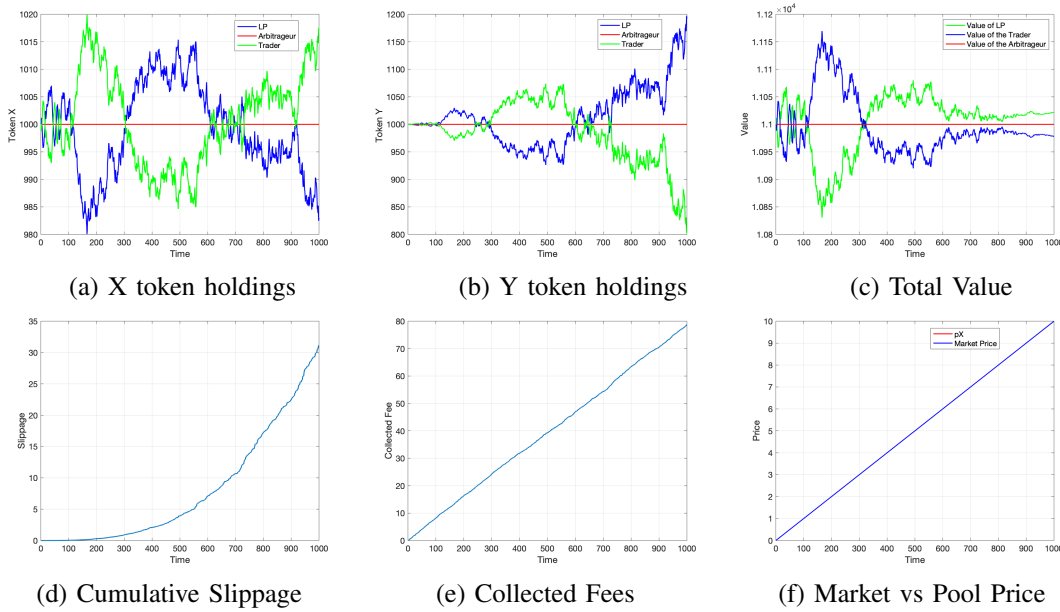 1020
1015
1010
1005
1000
995
990
985
980
Token X
LP
Arbitrageur
Trader
0 100 200 300 400 500 600 700 800 900 1000
Time
(a) X token holdings
1200
1150
1100
1050
1000
950
900
850
800
Token Y
LP
Arbitrageur
Trader
0 100 200 300 400 500 600 700 800 900 1000
Time
(b) Y token holdings
1.12 ×10⁴
1.115
1.11
1.105
1.1
1.095
1.09
1.085
1.08
Value
Value of LP
Value of the Trader
Value of the Arbitrageur
0 100 200 300 400 500 600 700 800 900 1000
Time
(c) Total Value
35
30
25
20
15
10
5
0
Slippage
0 100 200 300 400 500 600 700 800 900 1000
Time
(d) Cumulative Slippage
80
70
60
50
40
30
20
10
0
Collected Fee
0 100 200 300 400 500 600 700 800 900 1000
Time
(e) Collected Fees
10
9
8
7
6
5
4
3
2
1
0
Price
pX
Market Price
0 100 200 300 400 500 600 700 800 900 1000
Time
(f) Market vs Pool Price